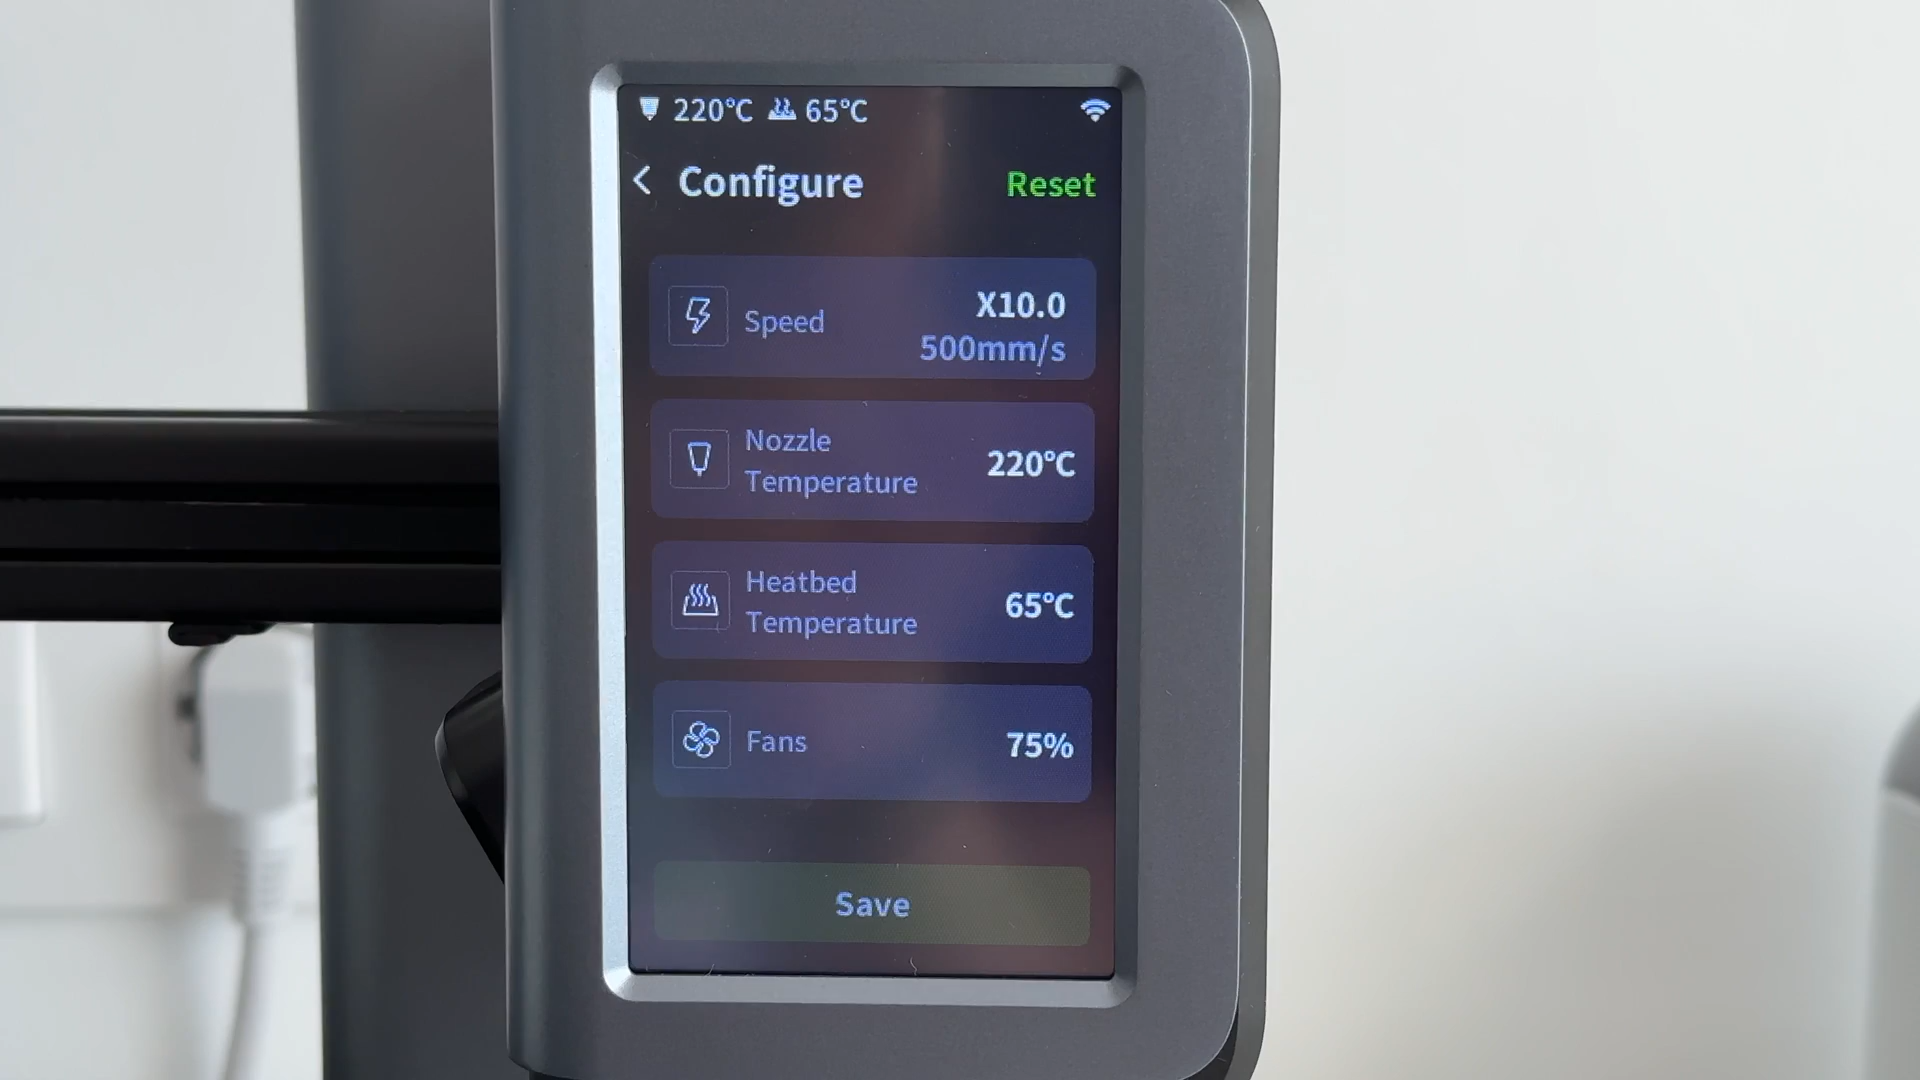 220℃ 65℃
Configure Reset
Speed X10.0
500mm/s
Nozzle
Temperature 220℃
Heatbed
Temperature 65℃
Fans 75%
Save